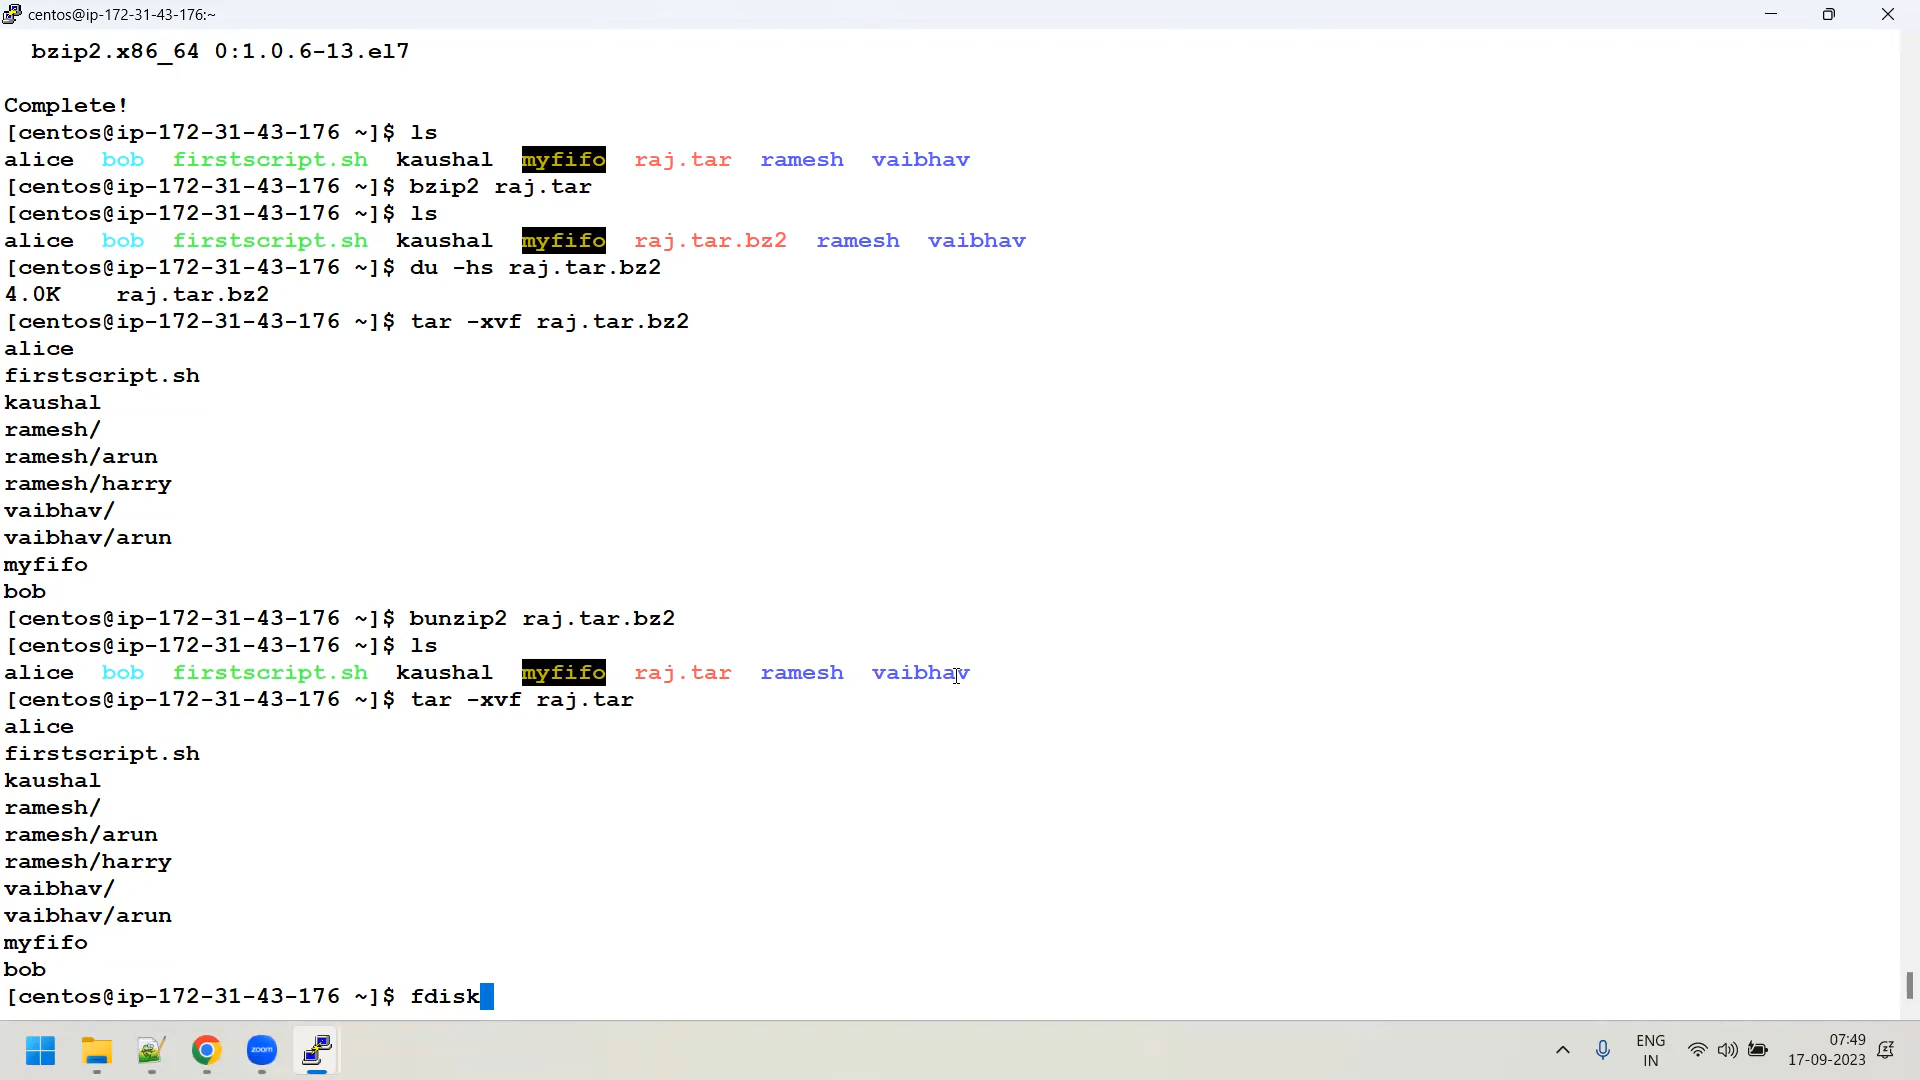 centos@ip-172-31-43-176:~
bzip2.x86_64 0:1.0.6-13.el7
Complete!
[centos@ip-172-31-43-176 ~]$ ls
alice bob firstscript.sh kaushal myfifo raj.tar ramesh vaibhav
[centos@ip-172-31-43-176 ~]$ bzip2 raj.tar
[centos@ip-172-31-43-176 ~]$ ls
alice bob firstscript.sh kaushal myfifo raj.tar.bz2 ramesh vaibhav
[centos@ip-172-31-43-176 ~]$ du -hs raj.tar.bz2
4.0K raj.tar.bz2
[centos@ip-172-31-43-176 ~]$ tar -xvf raj.tar.bz2
alice
firstscript.sh
kaushal
ramesh/
ramesh/arun
ramesh/harry
vaibhav/
vaibhav/arun
myfifo
bob
[centos@ip-172-31-43-176 ~]$ bunzip2 raj.tar.bz2
[centos@ip-172-31-43-176 ~]$ ls
alice bob firstscript.sh kaushal myfifo raj.tar ramesh vaibhav
[centos@ip-172-31-43-176 ~]$ tar -xvf raj.tar
alice
firstscript.sh
kaushal
ramesh/
ramesh/arun
ramesh/harry
vaibhav/
vaibhav/arun
myfifo
bob
[centos@ip-172-31-43-176 ~]$ fdisk
zoom
ENG
IN
07:49
17-09-2023